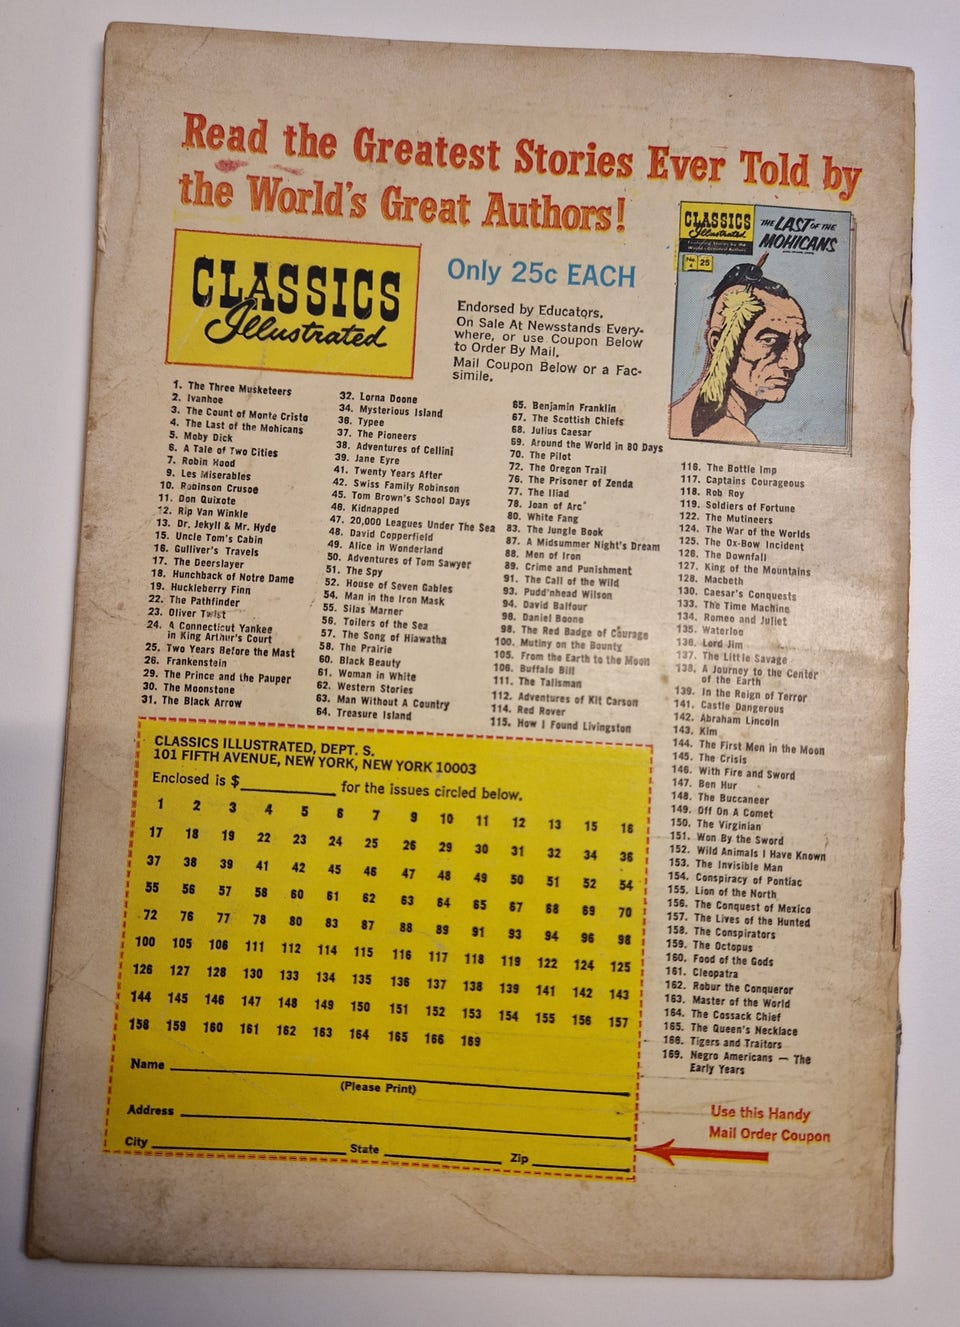 Read the Greatest Stories Ever Told by
the World's Great Authors!
CLASSICS
Illustrated
Only 25c EACH
Endorsed by Educators.
On Sale At Newsstands Every-
where, or use Coupon Below
to Order By Mail.
Mail Coupon Below or a Fac-
simile.
CLASSICS
Illustrated
Featuring Stories by the
World's Greatest Authors
No.
4
25
THE LAST OF THE
MOHICANS
1. The Three Musketeers
2. Ivanhoe
3. The Count of Monte Cristo
4. The Last of the Mohicans
5. Moby Dick
6. A Tale of Two Cities
7. Robin Hood
9. Les Miserables
10. Robinson Crusoe
11. Don Quixote
12. Rip Van Winkle
13. Dr. Jekyll & Mr. Hyde
15. Uncle Tom's Cabin
16. Gulliver's Travels
17. The Deerslayer
18. Hunchback of Notre Dame
19. Huckleberry Finn
22. The Pathfinder
23. Oliver Twist
24. A Connecticut Yankee
in King Arthur's Court
25. Two Years Before the Mast
26. Frankenstein
29. The Prince and the Pauper
30. The Moonstone
31. The Black Arrow
32. Lorna Doone
34. Mysterious Island
36. Typee
37. The Pioneers
38. Adventures of Cellini
39. Jane Eyre
41. Twenty Years After
42. Swiss Family Robinson
45. Tom Brown's School Days
46. Kidnapped
47. 20,000 Leagues Under The Sea
48. David Copperfield
49. Alice in Wonderland
50. Adventures of Tom Sawyer
51. The Spy
52. House of Seven Gables
54. Man in the Iron Mask
55. Silas Marner
56. Toilers of the Sea
57. The Song of Hiawatha
58. The Prairie
60. Black Beauty
61. Woman in White
62. Western Stories
63. Man Without A Country
64. Treasure Island
65. Benjamin Franklin
67. The Scottish Chiefs
68. Julius Caesar
69. Around the World in 80 Days
70. The Pilot
72. The Oregon Trail
76. The Prisoner of Zenda
77. The Iliad
78. Joan of Arc
80. White Fang
83. The Jungle Book
87. A Midsummer Night's Dream
88. Men of Iron
89. Crime and Punishment
91. The Call of the Wild
93. Pudd'nhead Wilson
94. David Balfour
96. Daniel Boone
98. The Red Badge of Courage
100. Mutiny on the Bounty
105. From the Earth to the Moon
106. Buffalo Bill
111. The Talisman
112. Adventures of Kit Carson
114. Red Rover
115. How I Found Livingston
116. The Bottle Imp
117. Captains Courageous
118. Rob Roy
119. Soldiers of Fortune
122. The Mutineers
124. The War of the Worlds
125. The Ox-Bow Incident
126. The Downfall
127. King of the Mountains
128. Macbeth
130. Caesar's Conquests
133. The Time Machine
134. Romeo and Juliet
135. Waterloo
136. Lord Jim
137. The Little Savage
138. A Journey to the Center
of the Earth
139. In the Reign of Terror
141. Castle Dangerous
142. Abraham Lincoln
143. Kim
144. The First Men in the Moon
145. The Crisis
146. With Fire and Sword
147. Ben Hur
148. The Buccaneer
149. Off On A Comet
150. The Virginian
151. Won By the Sword
152. Wild Animals I Have Known
153. The Invisible Man
154. Conspiracy of Pontiac
155. Lion of the North
156. The Conquest of Mexico
157. The Lives of the Hunted
158. The Conspirators
159. The Octopus
160. Food of the Gods
161. Cleopatra
162. Robur the Conqueror
163. Master of the World
164. The Cossack Chief
165. The Queen's Necklace
166. Tigers and Traitors
169. Negro Americans — The
Early Years
CLASSICS ILLUSTRATED, DEPT. S.
101 FIFTH AVENUE, NEW YORK, NEW YORK 10003
Enclosed is $__________ for the issues circled below.
1 2 3 4 5 6 7 9 10 11 12 13 15 16
17 18 19 22 23 24 25 26 29 30 31 32 34 36
37 38 39 41 42 45 46 47 48 49 50 51 52 54
55 56 57 58 60 61 62 63 64 65 67 68 69 70
72 76 77 78 80 83 87 88 89 91 93 94 96 98
100 105 106 111 112 114 115 116 117 118 119 122 124 125
126 127 128 130 133 134 135 136 137 138 139 141 142 143
144 145 146 147 148 149 150 151 152 153 154 155 156 157
158 159 160 161 162 163 164 165 166 169
Name
(Please Print)
Address
City State Zip
Use this Handy
Mail Order Coupon